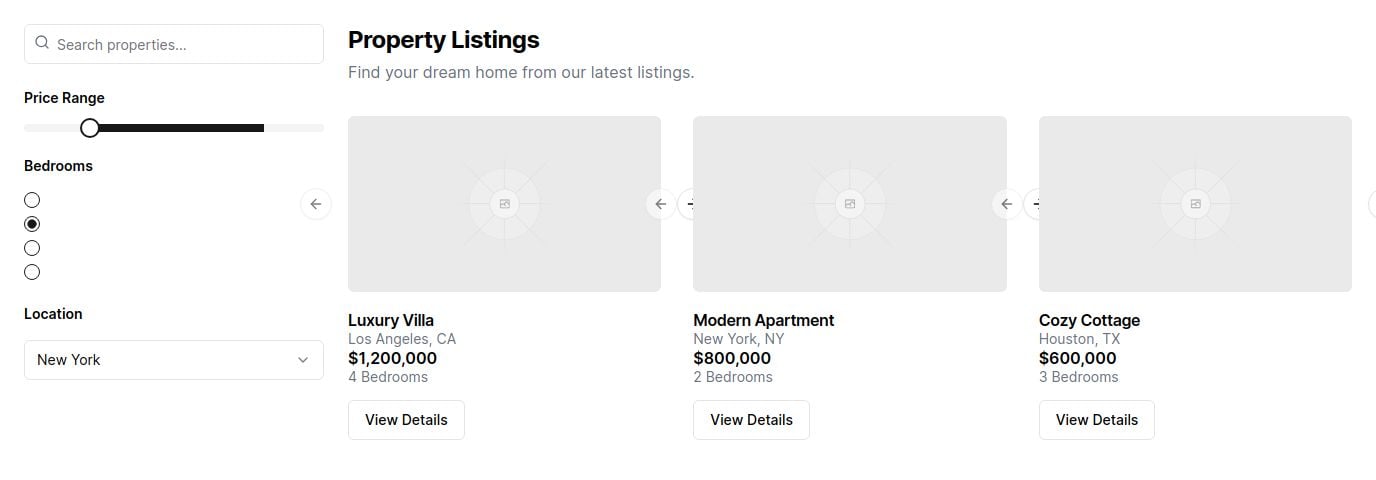 Search properties...
Price Range
Bedrooms
Location
New York
Property Listings
Find your dream home from our latest listings.
Luxury Villa
Los Angeles, CA
$1,200,000
4 Bedrooms
View Details
Modern Apartment
New York, NY
$800,000
2 Bedrooms
View Details
Cozy Cottage
Houston, TX
$600,000
3 Bedrooms
View Details